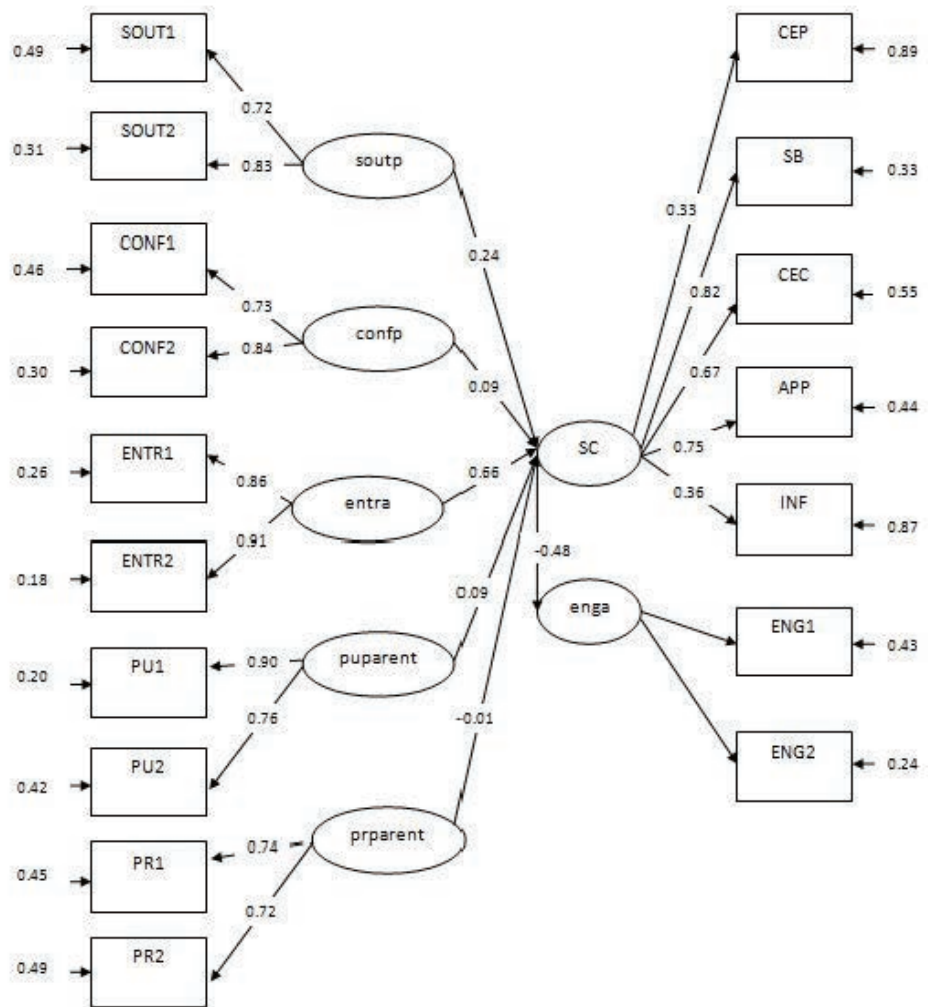 SOUT1
CEP
0.49
0.89
0.72
SOUT2
0.31
0.83
soutp
SB
0.33
0.33
CONF1
0.24
0.46
CEC
0.82
0.55
0.73
confp
CONF2
0.84
0.30
0.09
0.67
APP
0.44
ENTR1
SC
0.75
0.26
0.86
entra
0.66
0.36
INF
0.91
0.87
ENTR2
-0.48
0.18
0.09
enga
ENG1
PU1
0.90
puparent
0.43
0.20
0.76
-0.01
PU2
ENG2
0.42
0.24
PR1
0.74
prparent
0.45
0.72
PR2
0.49